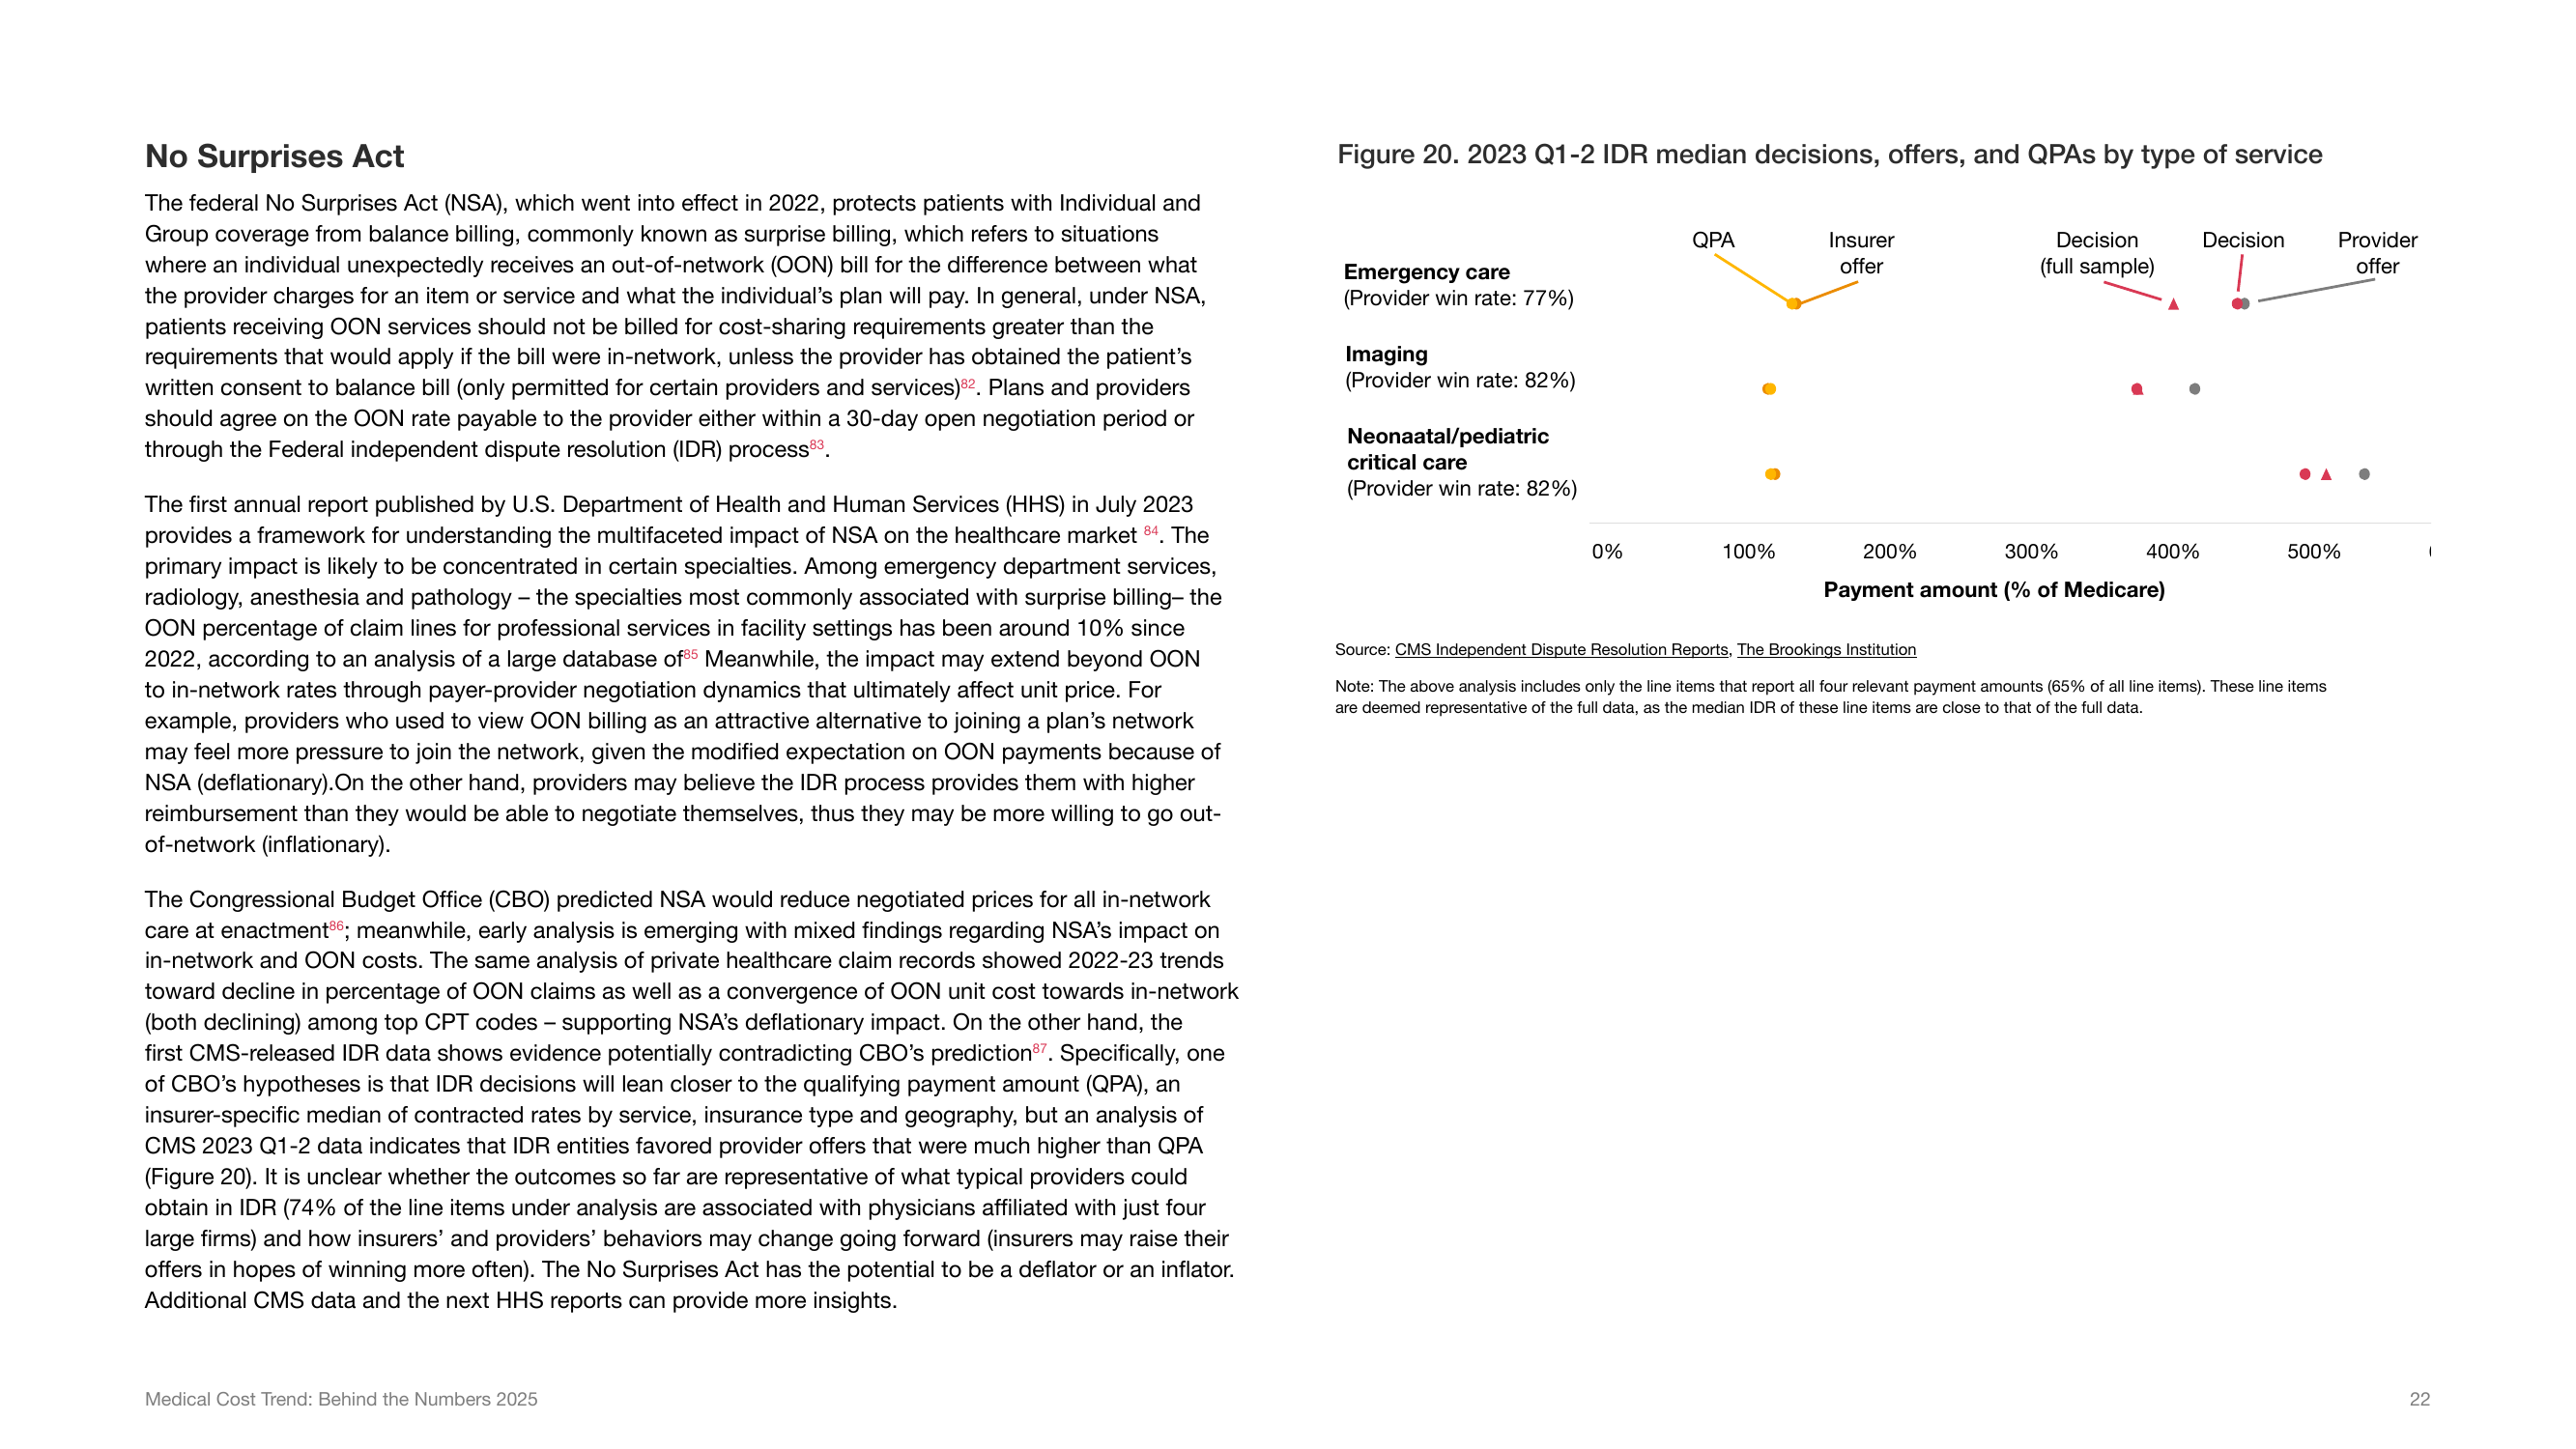 No Surprises Act
The federal No Surprises Act (NSA), which went into effect in 2022, protects patients with Individual and
Group coverage from balance billing, commonly known as surprise billing, which refers to situations
where an individual unexpectedly receives an out-of-network (OON) bill for the difference between what
the provider charges for an item or service and what the individual’s plan will pay. In general, under NSA,
patients receiving OON services should not be billed for cost-sharing requirements greater than the
requirements that would apply if the bill were in-network, unless the provider has obtained the patient’s
written consent to balance bill (only permitted for certain providers and services)82. Plans and providers
should agree on the OON rate payable to the provider either within a 30-day open negotiation period or
through the Federal independent dispute resolution (IDR) process83.
The first annual report published by U.S. Department of Health and Human Services (HHS) in July 2023
provides a framework for understanding the multifaceted impact of NSA on the healthcare market 84. The
primary impact is likely to be concentrated in certain specialties. Among emergency department services,
radiology, anesthesia and pathology – the specialties most commonly associated with surprise billing– the
OON percentage of claim lines for professional services in facility settings has been around 10% since
2022, according to an analysis of a large database of85 Meanwhile, the impact may extend beyond OON
to in-network rates through payer-provider negotiation dynamics that ultimately affect unit price. For
example, providers who used to view OON billing as an attractive alternative to joining a plan’s network
may feel more pressure to join the network, given the modified expectation on OON payments because of
NSA (deflationary).On the other hand, providers may believe the IDR process provides them with higher
reimbursement than they would be able to negotiate themselves, thus they may be more willing to go out-
of-network (inflationary).
The Congressional Budget Office (CBO) predicted NSA would reduce negotiated prices for all in-network
care at enactment86; meanwhile, early analysis is emerging with mixed findings regarding NSA’s impact on
in-network and OON costs. The same analysis of private healthcare claim records showed 2022-23 trends
toward decline in percentage of OON claims as well as a convergence of OON unit cost towards in-network
(both declining) among top CPT codes – supporting NSA’s deflationary impact. On the other hand, the
first CMS-released IDR data shows evidence potentially contradicting CBO’s prediction87. Specifically, one
of CBO’s hypotheses is that IDR decisions will lean closer to the qualifying payment amount (QPA), an
insurer-specific median of contracted rates by service, insurance type and geography, but an analysis of
CMS 2023 Q1-2 data indicates that IDR entities favored provider offers that were much higher than QPA
(Figure 20). It is unclear whether the outcomes so far are representative of what typical providers could
obtain in IDR (74% of the line items under analysis are associated with physicians affiliated with just four
large firms) and how insurers’ and providers’ behaviors may change going forward (insurers may raise their
offers in hopes of winning more often). The No Surprises Act has the potential to be a deflator or an inflator.
Additional CMS data and the next HHS reports can provide more insights.
Figure 20. 2023 Q1-2 IDR median decisions, offers, and QPAs by type of service
QPA
Insurer
offer
Decision
(full sample)
Decision
Provider
offer
Emergency care
(Provider win rate: 77%)
Imaging
(Provider win rate: 82%)
Neonaatal/pediatric
critical care
(Provider win rate: 82%)
0% 100% 200% 300% 400% 500%
Payment amount (% of Medicare)
Source: CMS Independent Dispute Resolution Reports, The Brookings Institution
Note: The above analysis includes only the line items that report all four relevant payment amounts (65% of all line items). These line items
are deemed representative of the full data, as the median IDR of these line items are close to that of the full data.
Medical Cost Trend: Behind the Numbers 2025
22